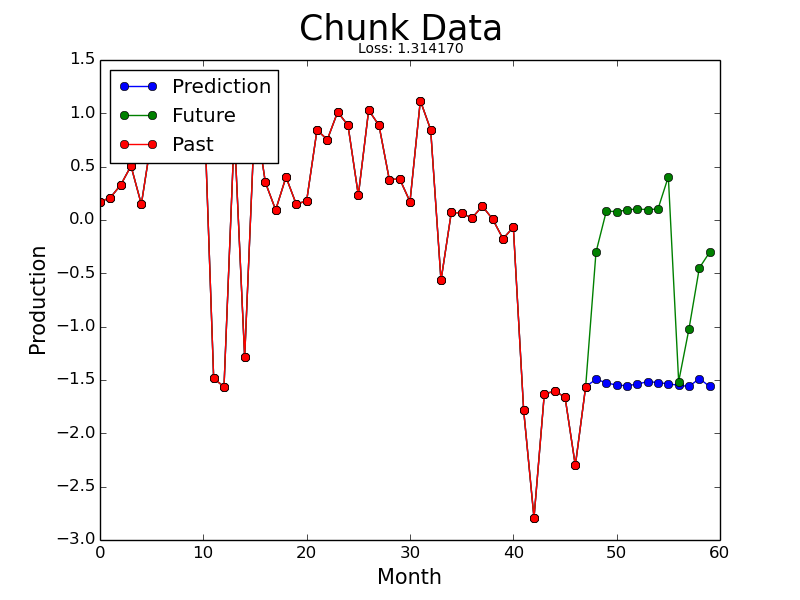 Chunk Data
Loss: 1.314170
Prediction
Future
Past
1.5
1.0
0.5
0.0
−0.5
−1.0
−1.5
−2.0
−2.5
−3.0
Production
0 10 20 30 40 50 60
Month